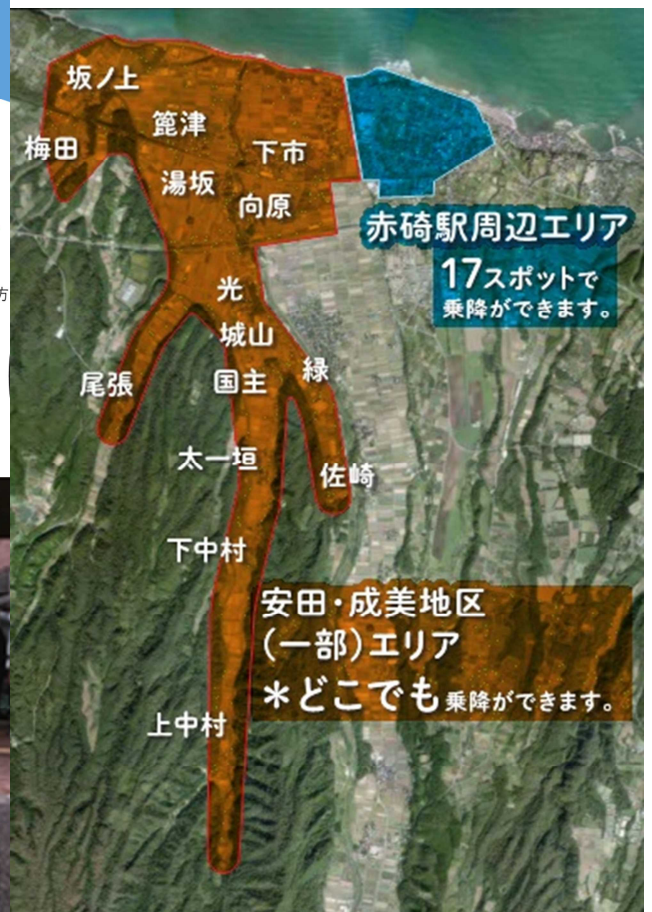 坂ノ上
箆津
梅田
下市
湯坂
向原
赤碕駅周辺エリア
17スポットで
乗降ができます。
方
光
城山
緑
国主
尾張
太一垣
佐崎
下中村
安田・成美地区
(一部)エリア
*どこでも乗降ができます。
上中村